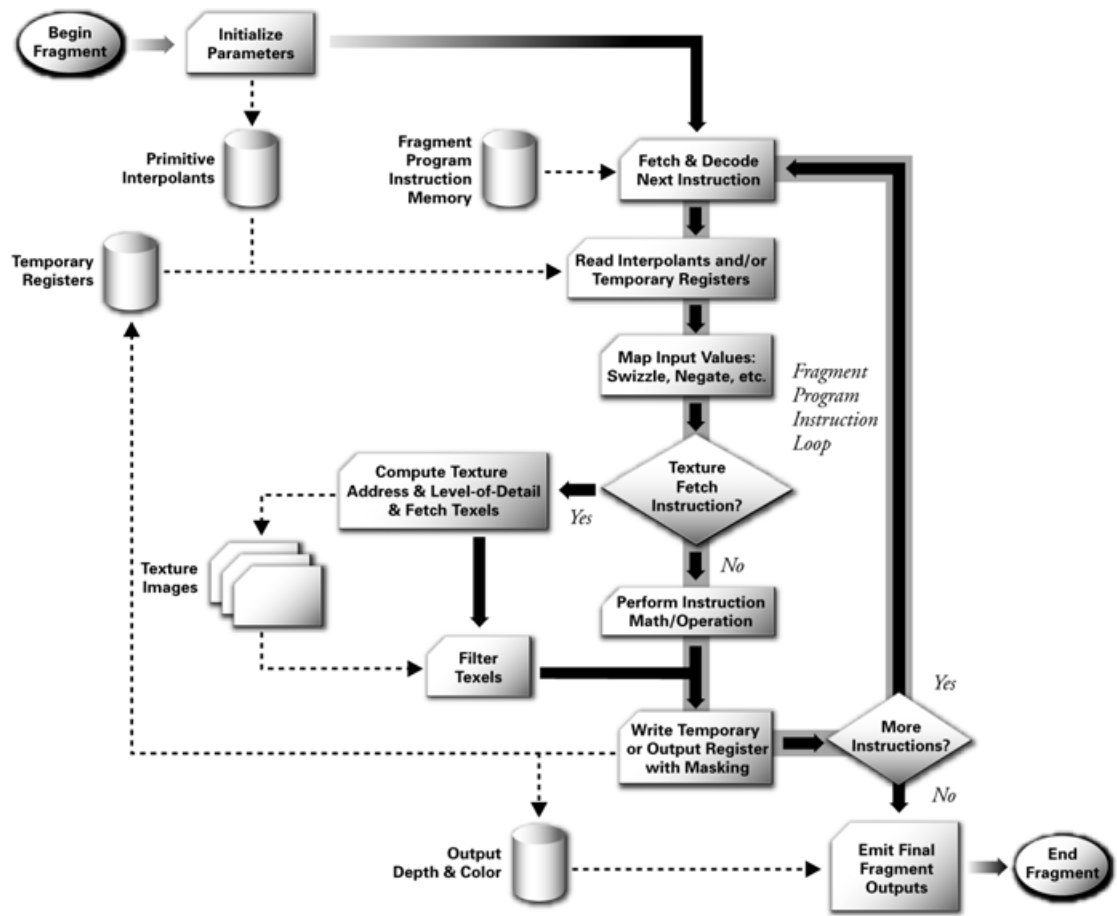 Begin
Fragment
Initialize
Parameters
Primitive
Interpolants
Fragment
Program
Instruction
Memory
Fetch & Decode
Next Instruction
Temporary
Registers
Read Interpolants and/or
Temporary Registers
Map Input Values:
Swizzle, Negate, etc.
Fragment
Program
Instruction
Loop
Texture
Fetch
Instruction?
Yes
No
Compute Texture
Address & Level-of-Detail
& Fetch Texels
Texture
Images
Perform Instruction
Math/Operation
Filter
Texels
Write Temporary
or Output Register
with Masking
More
Instructions?
Yes
No
Output
Depth & Color
Emit Final
Fragment
Outputs
End
Fragment